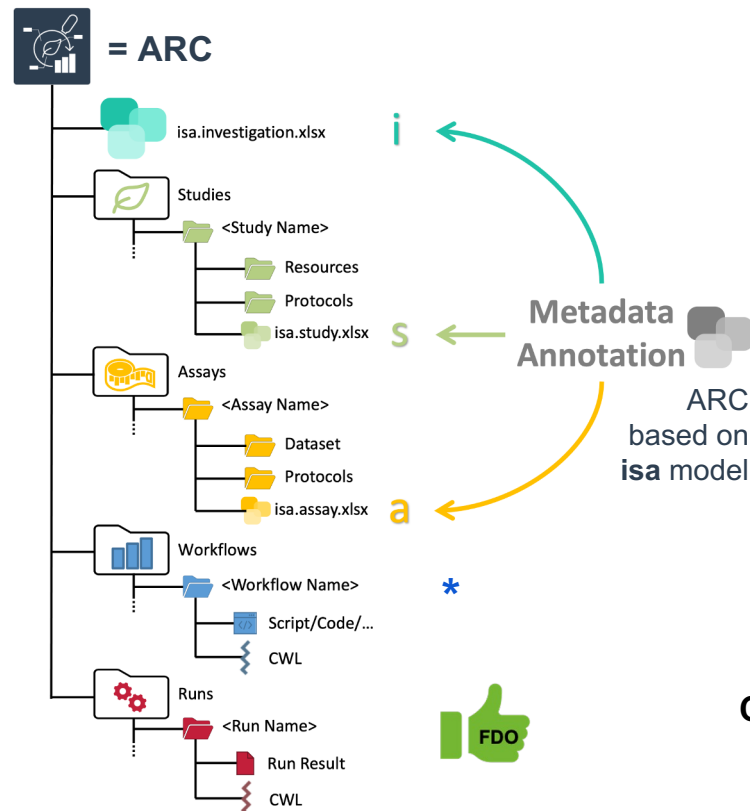 = ARC
isa.investigation.xlsx
i
Studies
<Study Name>
Resources
Protocols
isa.study.xlsx
s
Metadata
Annotation
ARC
based on
isa model
Assays
<Assay Name>
Dataset
Protocols
isa.assay.xlsx
a
Workflows
<Workflow Name>
*
Script/Code/...
</>
CWL
Runs
<Run Name>
FDO
Run Result
CWL